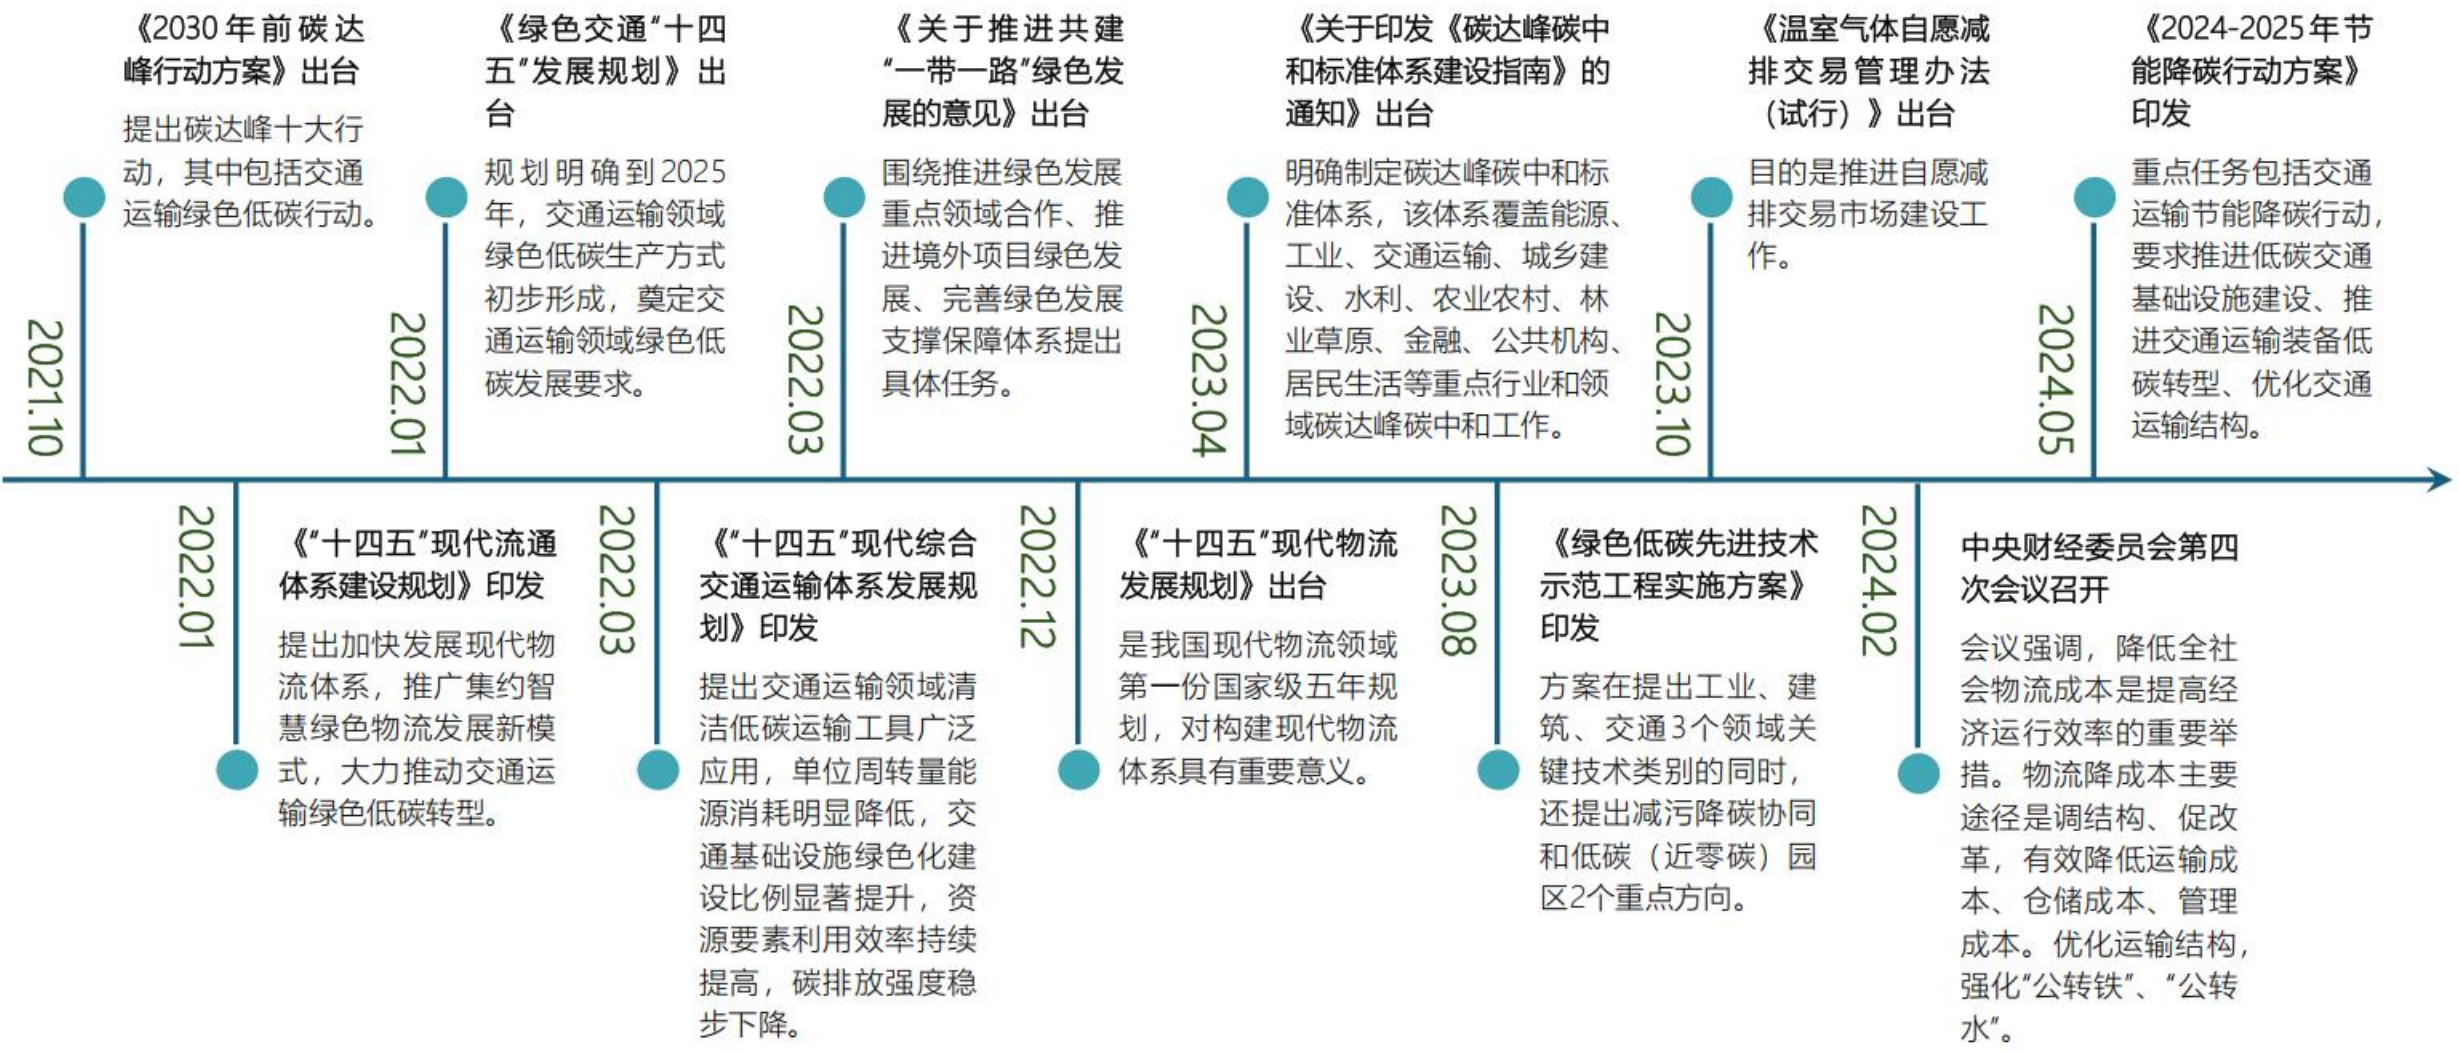 《2030年前碳达
峰行动方案》出台
提出碳达峰十大行
动，其中包括交通
运输绿色低碳行动。
2021.10
《绿色交通“十四
五”发展规划》出
台
规划明确到2025
年，交通运输领域
绿色低碳生产方式
初步形成，奠定交
通运输领域绿色低
碳发展要求。
2022.01
《关于推进共建
“一带一路”绿色发
展的意见》出台
围绕推进绿色发展
重点领域合作、推
进境外项目绿色发
展、完善绿色发展
支撑保障体系提出
具体任务。
2022.03
《关于印发《碳达峰碳中
和标准体系建设指南》的
通知》出台
明确制定碳达峰碳中和标
准体系，该体系覆盖能源、
工业、交通运输、城乡建
设、水利、农业农村、林
业草原、金融、公共机构、
居民生活等重点行业和领
域碳达峰碳中和工作。
2023.04
《温室气体自愿减
排交易管理办法
（试行）》出台
目的是推进自愿减
排交易市场建设工
作。
2023.10
《2024-2025年节
能降碳行动方案》
印发
重点任务包括交通
运输节能降碳行动，
要求推进低碳交通
基础设施建设、推
进交通运输装备低
碳转型、优化交通
运输结构。
2024.05
2022.01
《“十四五”现代流通
体系建设规划》印发
提出加快发展现代物
流体系，推广集约智
慧绿色物流发展新模
式，大力推动交通运
输绿色低碳转型。
2022.03
《“十四五”现代综合
交通运输体系发展规
划》印发
提出交通运输领域清
洁低碳运输工具广泛
应用，单位周转量能
源消耗明显降低，交
通基础设施绿色化建
设比例显著提升，资
源要素利用效率持续
提高，碳排放强度稳
步下降。
2022.12
《“十四五”现代物流
发展规划》出台
是我国现代物流领域
第一份国家级五年规
划，对构建现代物流
体系具有重要意义。
2023.08
《绿色低碳先进技术
示范工程实施方案》
印发
方案在提出工业、建
筑、交通3个领域关
键技术类别的同时，
还提出减污降碳协同
和低碳（近零碳）园
区2个重点方向。
2024.02
中央财经委员会第四
次会议召开
会议强调，降低全社
会物流成本是提高经
济运行效率的重要举
措。物流降成本主要
途径是调结构、促改
革，有效降低运输成
本、仓储成本、管理
成本。优化运输结构，
强化“公转铁”、“公转
水”。